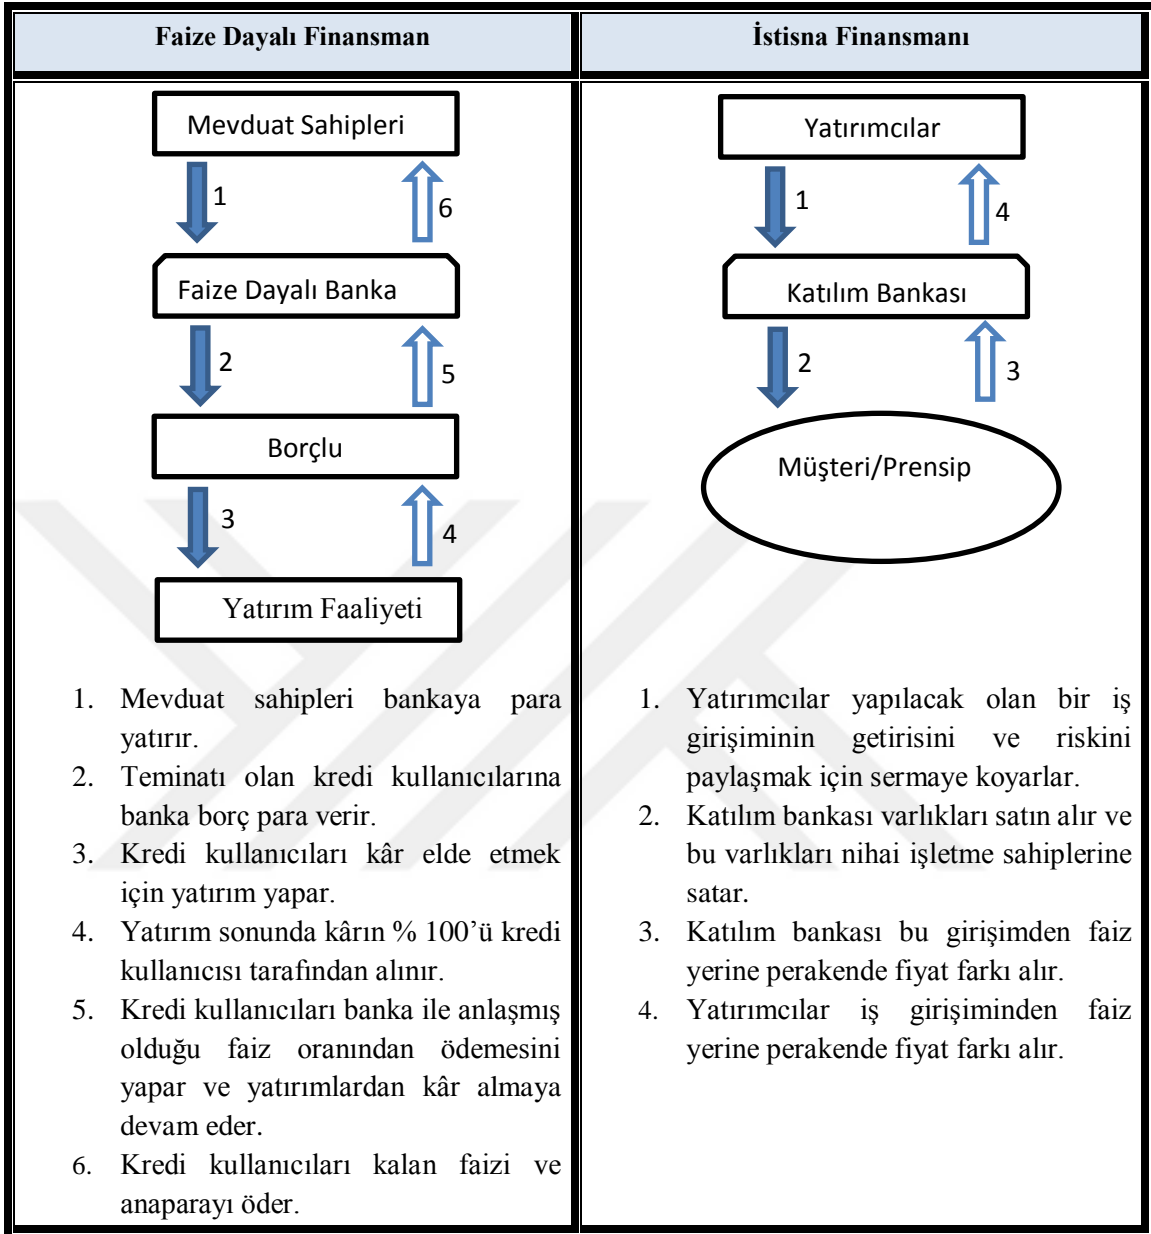 Faize Dayalı Finansman
İstisna Finansmanı
Mevduat Sahipleri
1
6
Faize Dayalı Banka
2
5
Borçlu
3
4
Yatırım Faaliyeti
1. Mevduat sahipleri bankaya para
yatırır.
2. Teminatı olan kredi kullanıcılarına
banka borç para verir.
3. Kredi kullanıcıları kâr elde etmek
için yatırım yapar.
4. Yatırım sonunda kârın % 100’ü kredi
kullanıcısı tarafından alınır.
5. Kredi kullanıcıları banka ile anlaşmış
olduğu faiz oranından ödemesini
yapar ve yatırımlardan kâr almaya
devam eder.
6. Kredi kullanıcıları kalan faizi ve
anaparayı öder.
Yatırımcılar
1
4
Katılım Bankası
2
3
Müşteri/Prensip
1. Yatırımcılar yapılacak olan bir iş
girişiminin getirisini ve riskini
paylaşmak için sermaye koyarlar.
2. Katılım bankası varlıkları satın alır ve
bu varlıkları nihai işletme sahiplerine
satar.
3. Katılım bankası bu girişimden faiz
yerine perakende fiyat farkı alır.
4. Yatırımcılar iş girişiminden faiz
yerine perakende fiyat farkı alır.